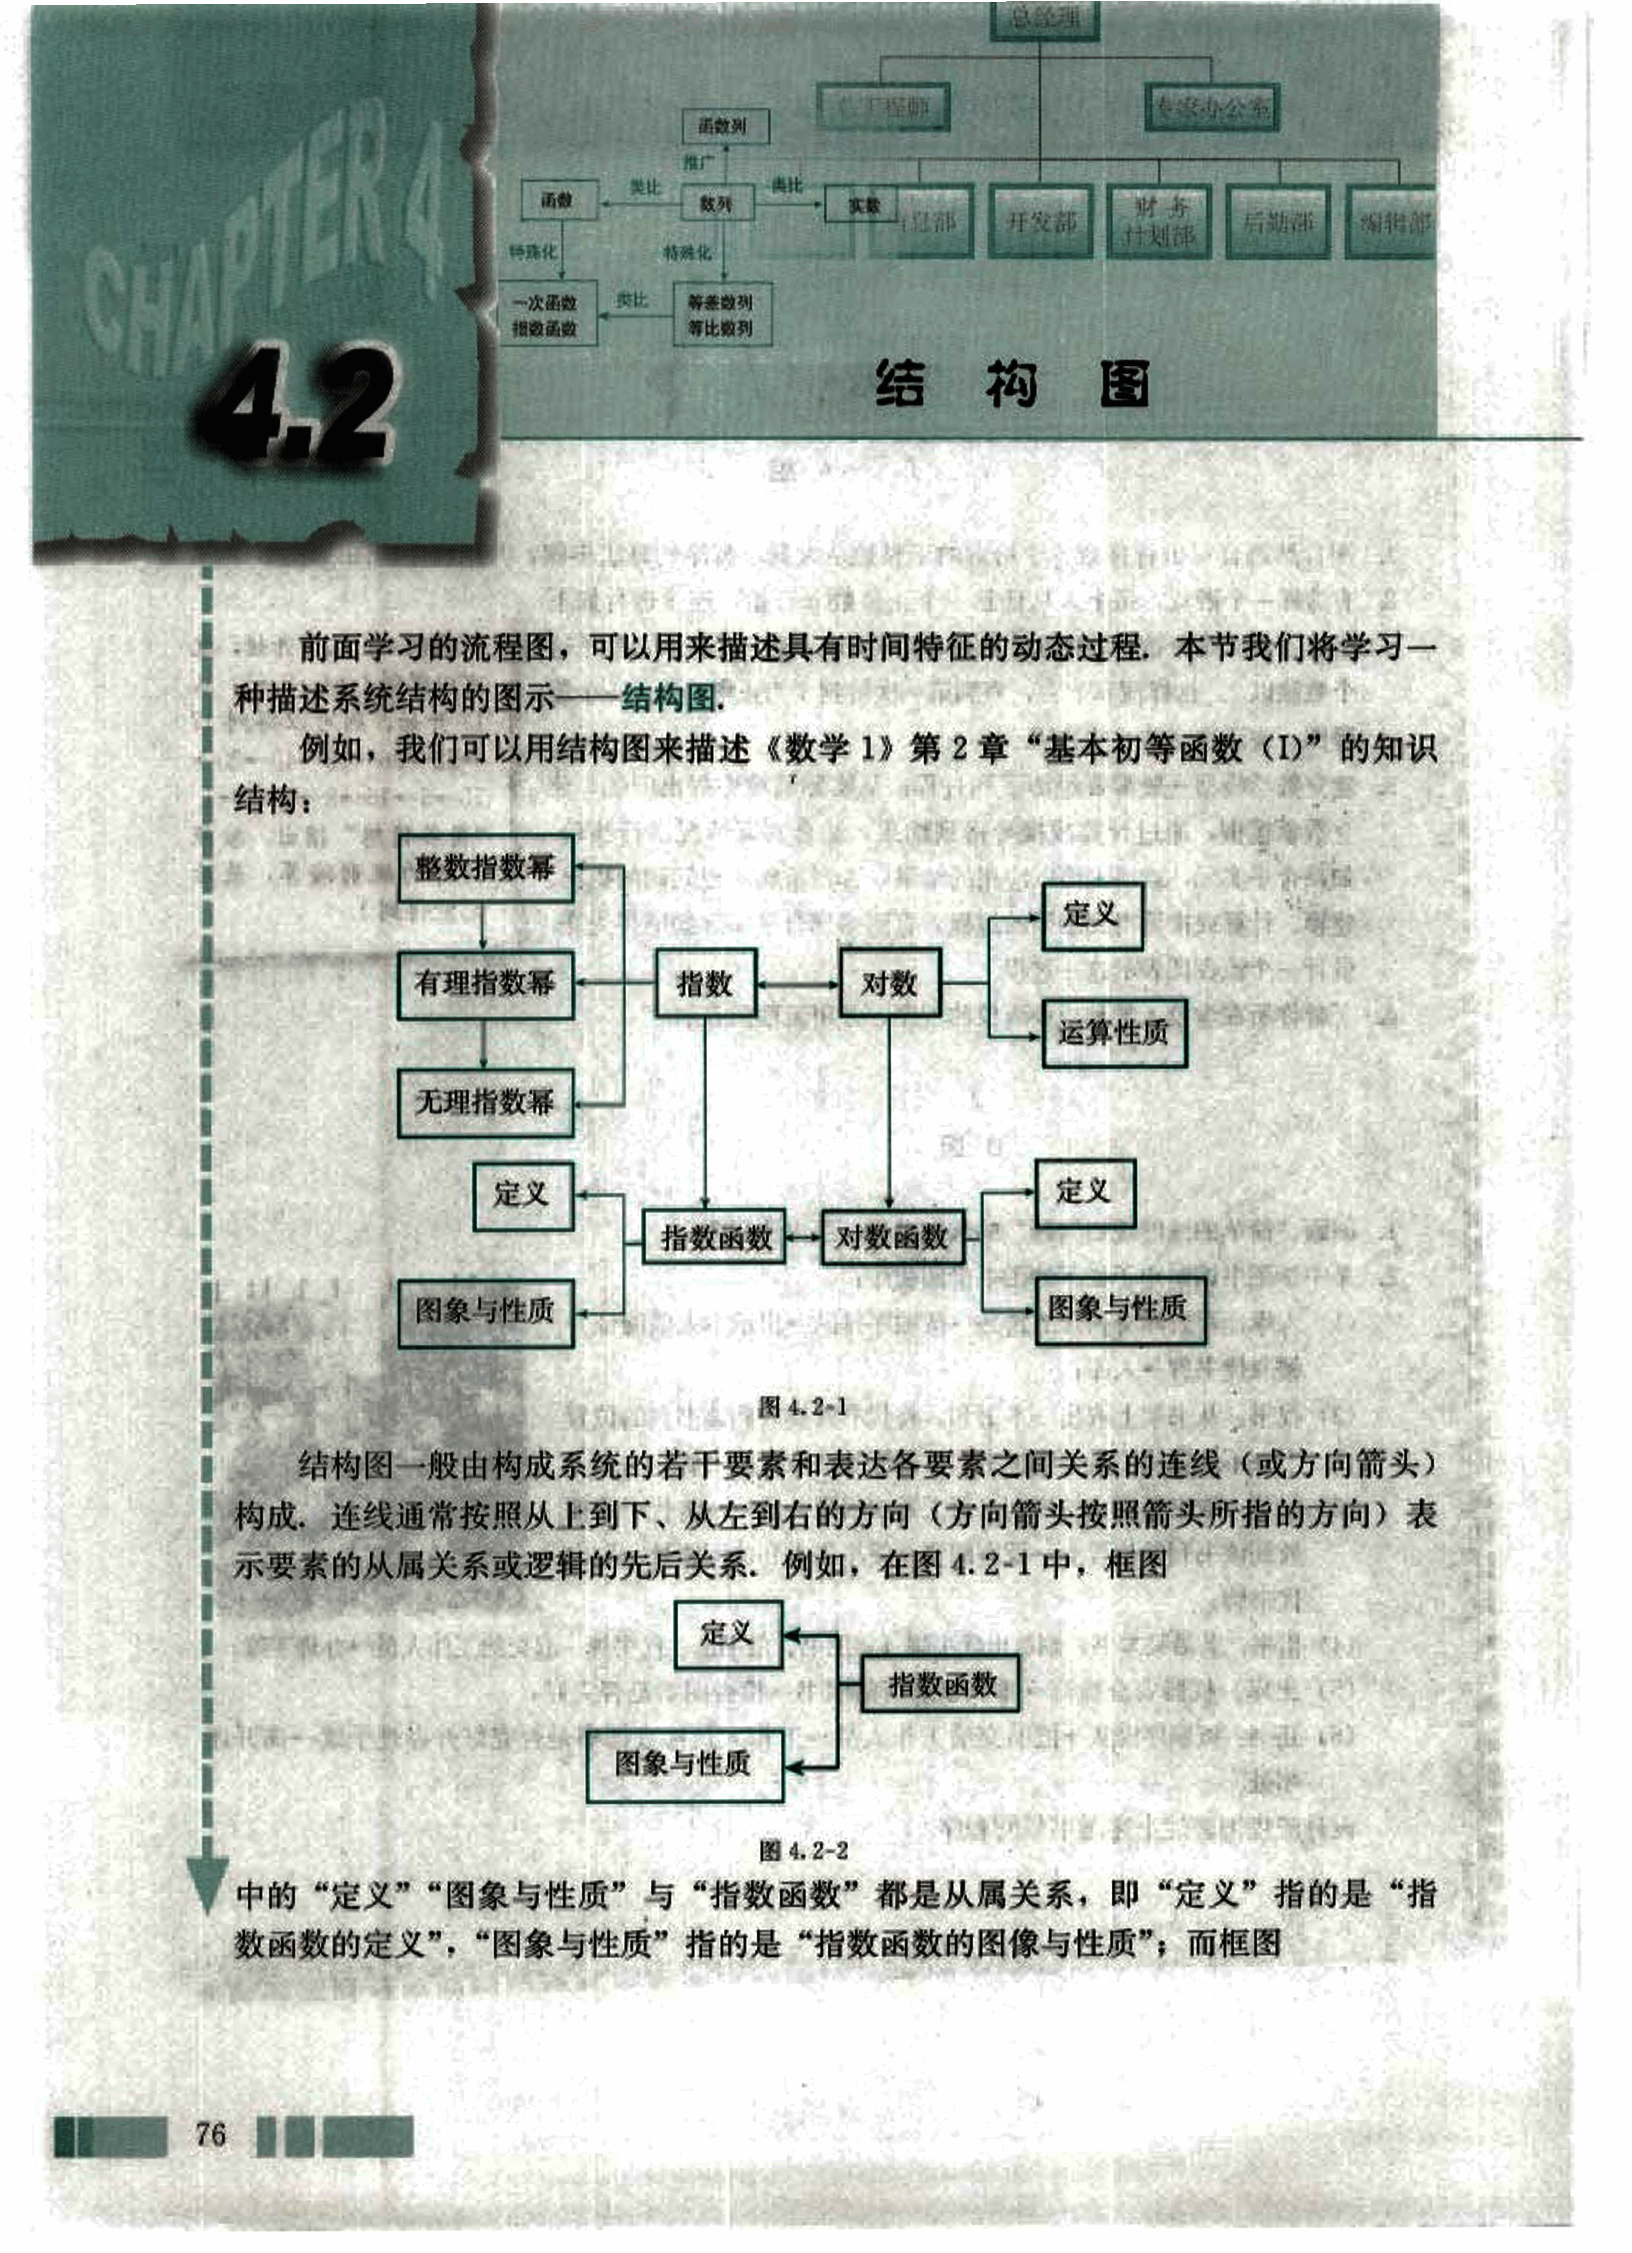 总经理
总工程师
专家办公室
函数列
推广
函数
类比
数列
类比
实数
信息部
开发部
财务
计划部
后勤部
编辑部
特殊化
特殊化
一次函数
指数函数
类比
等差数列
等比数列
CHAPTER 4
4.2
结构图
前面学习的流程图，可以用来描述具有时间特征的动态过程．本节我们将学习一
种描述系统结构的图示——结构图．
例如，我们可以用结构图来描述《数学 1》第 2 章“基本初等函数（I）”的知识
结构：
整数指数幂
定义
有理指数幂
指数
对数
运算性质
无理指数幂
定义
定义
指数函数
对数函数
图象与性质
图象与性质
图 4.2-1
结构图一般由构成系统的若干要素和表达各要素之间关系的连线（或方向箭头）
构成．连线通常按照从上到下、从左到右的方向（方向箭头按照箭头所指的方向）表
示要素的从属关系或逻辑的先后关系．例如，在图 4.2-1 中，框图
定义
指数函数
图象与性质
图 4.2-2
中的“定义”“图象与性质”与“指数函数”都是从属关系，即“定义”指的是“指
数函数的定义”，“图象与性质”指的是“指数函数的图像与性质”；而框图
76